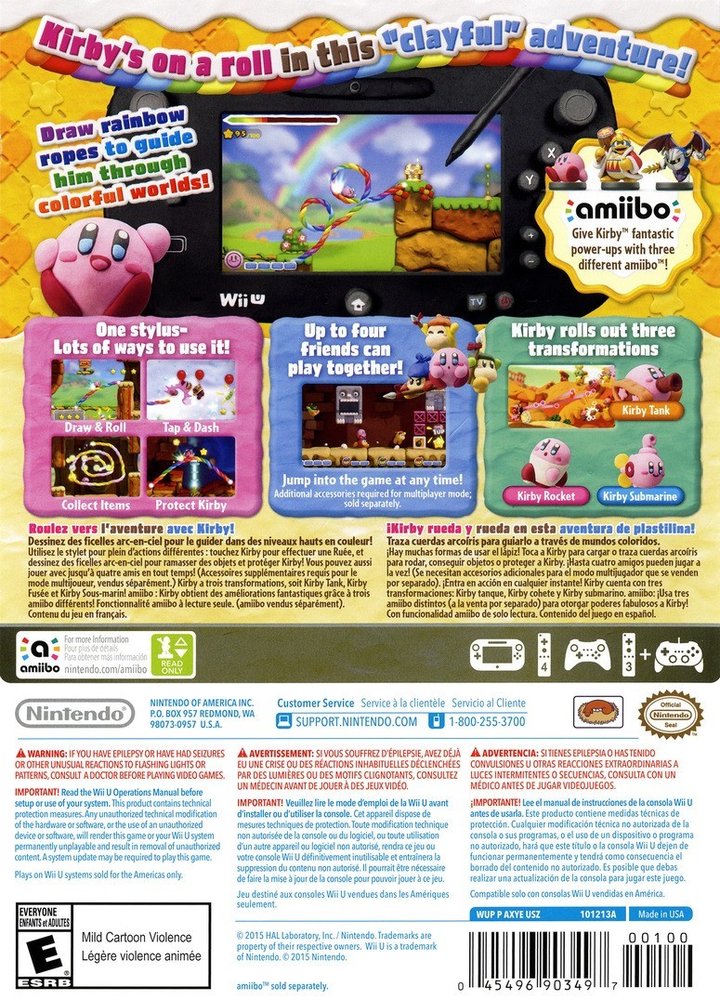 Kirby's on a roll in this "clayful" adventure!
Draw rainbow
ropes to guide
him through
colorful worlds!
95/100
X
Y
B
Wii U
TV
amiibo
Give Kirby™ fantastic
power-ups with three
different amiibo™!
One stylus–
Lots of ways to use it!
Draw & Roll
Tap & Dash
Collect Items
Protect Kirby
Up to four
friends can
play together!
Jump into the game at any time!
Additional accessories required for multiplayer mode;
sold separately.
Kirby rolls out three
transformations
Kirby Tank
Kirby Rocket
Kirby Submarine
Roulez vers l'aventure avec Kirby!
Dessinez des ficelles arc-en-ciel pour le guider dans des niveaux hauts en couleur!
Utilisez le stylet pour plein d'actions différentes : touchez Kirby pour effectuer une Ruée, et
dessinez des ficelles arc-en-ciel pour ramasser des objets et protéger Kirby! Vous pouvez aussi
jouer avec jusqu'à quatre amis en tout temps! (Accessoires supplémentaires requis pour le
mode multijoueur, vendus séparément.) Kirby a trois transformations, soit Kirby Tank, Kirby
Fusée et Kirby Sous-marin! amiibo : Kirby obtient des améliorations fantastiques grâce à trois
amiibo différents! Fonctionnalité amiibo à lecture seule. (amiibo vendus séparément).
Contenu du jeu en français.
¡Kirby rueda y rueda en esta aventura de plastilina!
Traza cuerdas arcoíris para guiarlo a través de mundos coloridos.
¡Hay muchas formas de usar el lápiz! Toca a Kirby para cargar o traza cuerdas arcoíris
para rodar, conseguir objetos o proteger a Kirby. ¡Hasta cuatro amigos pueden jugar a
la vez! (Se necesitan accesorios adicionales para el modo multijugador que se venden
por separado). ¡Entra en acción en cualquier instante! Kirby cuenta con tres
transformaciones: Kirby tanque, Kirby cohete y Kirby submarino. amiibo: ¡Usa tres
amiibo distintos (a la venta por separado) para otorgar poderes fabulosos a Kirby!
Con funcionalidad amiibo de solo lectura. Contenido del juego en español.
amiibo
For more Information
Pour plus de détails
Para obtener más información
nintendo.com/amiibo
READ
ONLY
4
3
+
Nintendo
NINTENDO OF AMERICA INC.
P.O. BOX 957 REDMOND, WA
98073-0957 U.S.A.
Customer Service Service à la clientèle Servicio al Cliente
SUPPORT.NINTENDO.COM 1-800-255-3700
Official
Nintendo
Seal
WARNING: IF YOU HAVE EPILEPSY OR HAVE HAD SEIZURES
OR OTHER UNUSUAL REACTIONS TO FLASHING LIGHTS OR
PATTERNS, CONSULT A DOCTOR BEFORE PLAYING VIDEO GAMES.
IMPORTANT! Read the Wii U Operations Manual before
setup or use of your system. This product contains technical
protection measures. Any unauthorized technical modification
of the hardware or software, or the use of an unauthorized
device or software, will render this game or your Wii U system
permanently unplayable and result in removal of unauthorized
content. A system update may be required to play this game.
Plays on Wii U systems sold for the Americas only.
AVERTISSEMENT: SI VOUS SOUFFREZ D'ÉPILEPSIE, AVEZ DÉJÀ
EU UNE CRISE OU DES RÉACTIONS INHABITUELLES DÉCLENCHÉES
PAR DES LUMIÈRES OU DES MOTIFS CLIGNOTANTS, CONSULTEZ
UN MÉDECIN AVANT DE JOUER À DES JEUX VIDÉO.
IMPORTANT! Veuillez lire le mode d'emploi de la Wii U avant
d'installer ou d'utiliser la console. Cet appareil dispose de
mesures techniques de protection. Toute modification technique
non autorisée de la console ou du logiciel, ou toute utilisation
d'un autre appareil ou logiciel non autorisé, rendra ce jeu ou
votre console Wii U définitivement inutilisable et entraînera la
suppression du contenu non autorisé. Il pourrait être nécessaire
de faire la mise à jour de la console pour pouvoir jouer à ce jeu.
Jeu destiné aux consoles Wii U vendues dans les Amériques
seulement.
ADVERTENCIA: SI TIENES EPILEPSIA O HAS TENIDO
CONVULSIONES U OTRAS REACCIONES EXTRAORDINARIAS A
LUCES INTERMITENTES O SECUENCIAS, CONSULTA CON UN
MÉDICO ANTES DE JUGAR VIDEOJUEGOS.
¡IMPORTANTE! Lee el manual de instrucciones de la consola Wii U
antes de usarla. Este producto contiene medidas técnicas de
protección. Cualquier modificación técnica no autorizada de la
consola o sus programas, o el uso de un dispositivo o programa
no autorizado, hará que este título o la consola Wii U dejen de
funcionar permanentemente y tendrá como consecuencia el
borrado del contenido no autorizado. Es posible que debas
realizar una actualización de la consola para jugar este juego.
Compatible solo con consolas Wii U vendidas en América.
EVERYONE
ENFANTS et ADULTES
E
ESRB
Mild Cartoon Violence
Légère violence animée
© 2015 HAL Laboratory, Inc. / Nintendo. Trademarks are
property of their respective owners. Wii U is a trademark
of Nintendo. © 2015 Nintendo.
amiibo™ sold separately.
WUP P AXYE USZ
101213A
Made in USA
00100
0 45496 90349 7